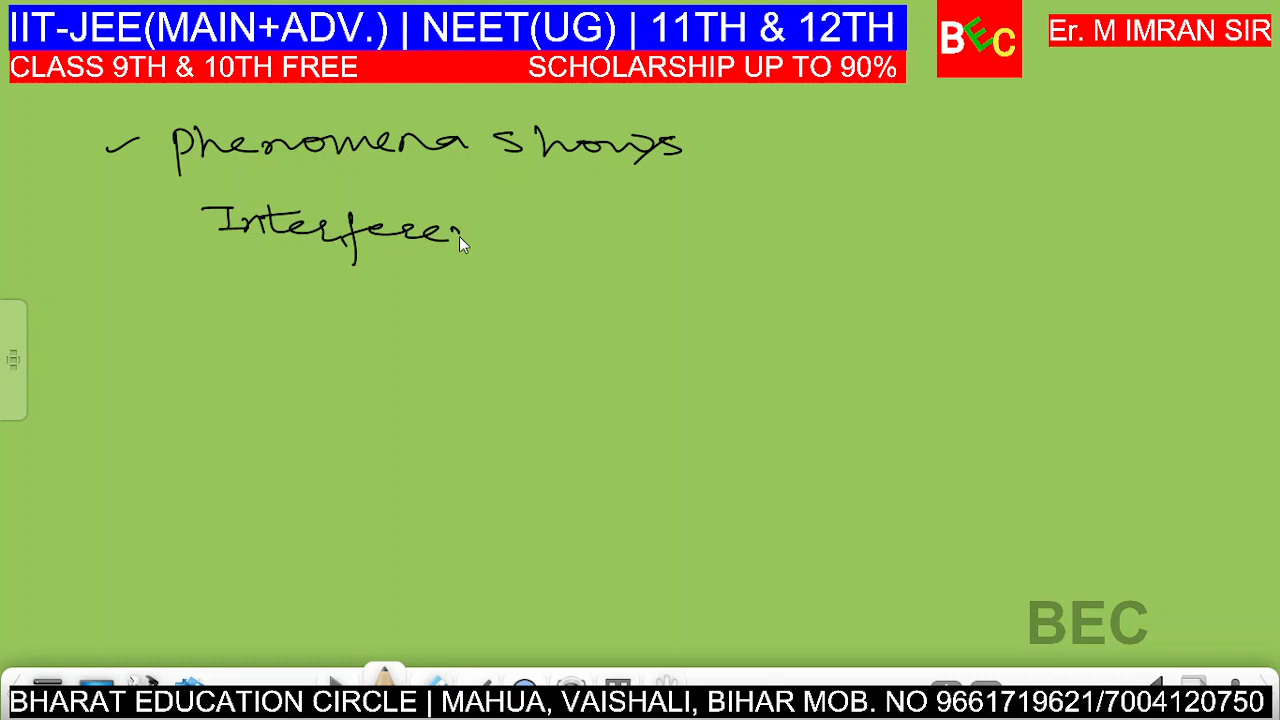 IIT-JEE(MAIN+ADV.) | NEET(UG) | 11TH & 12TH
CLASS 9TH & 10TH FREE SCHOLARSHIP UP TO 90%
BEC
Er. M IMRAN SIR
Phenomena shows
Interferen
BEC
BHARAT EDUCATION CIRCLE | MAHUA, VAISHALI, BIHAR MOB. NO 9661719621/7004120750